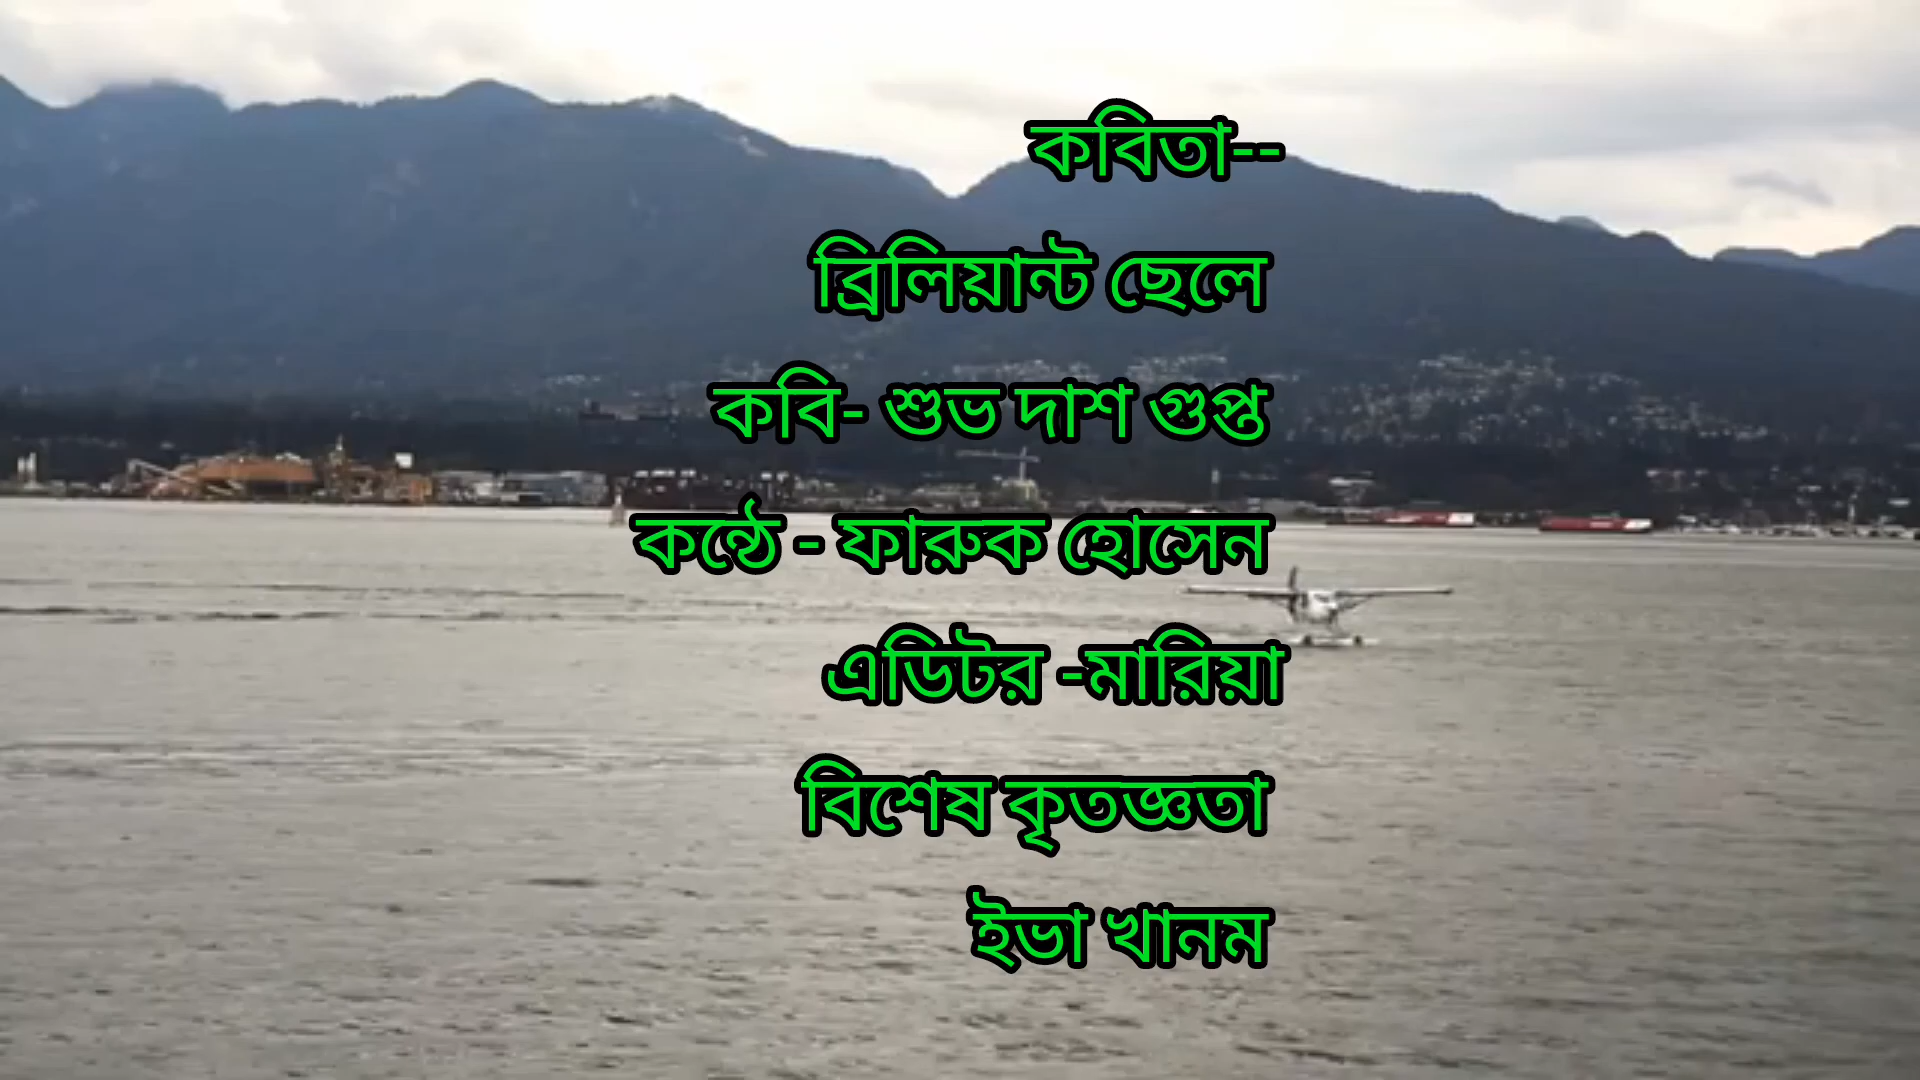 কবিতা--
ব্রিলিয়ান্ট ছেলে
কবি- শুভ দাশ গুপ্ত
কন্ঠে - ফারুক হোসেন
এডিটর -মারিয়া
বিশেষ কৃতজ্ঞতা
ইভা খানম